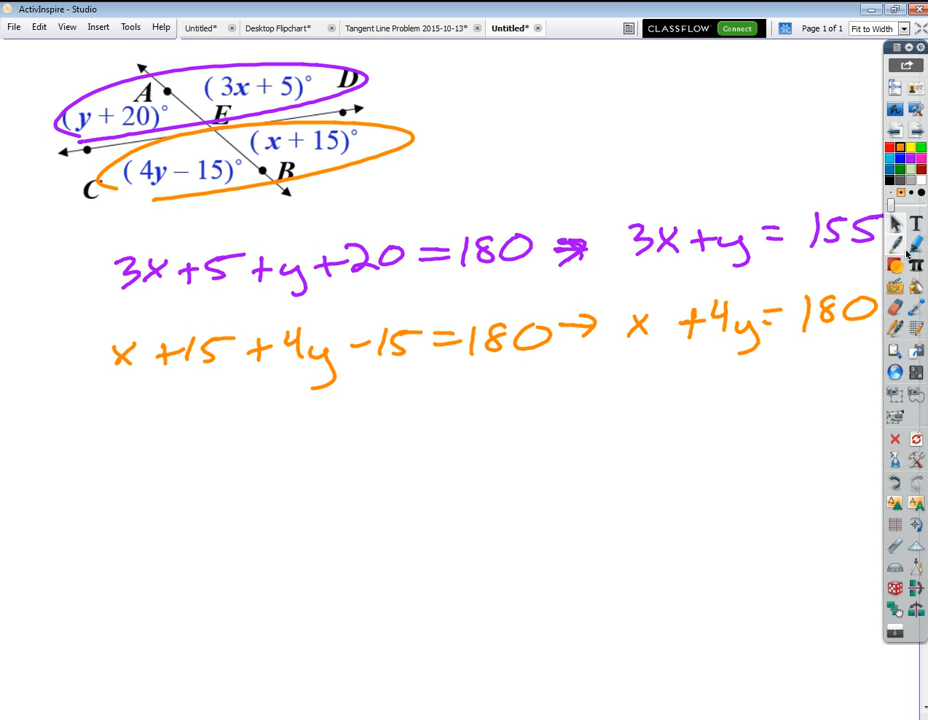 ActivInspire - Studio
File Edit View Insert Tools Help Untitled* Desktop Flipchart* Tangent Line Problem 2015-10-13* Untitled* CLASSFLOW Connect Page 1 of 1 Fit to Width
A (3x + 5)° D
(y + 20)° E
(x + 15)°
(4y – 15)° B
C
3x + 5 + y + 20 = 180 ⇒ 3x + y = 155
x + 15 + 4y - 15 = 180 → x + 4y = 180